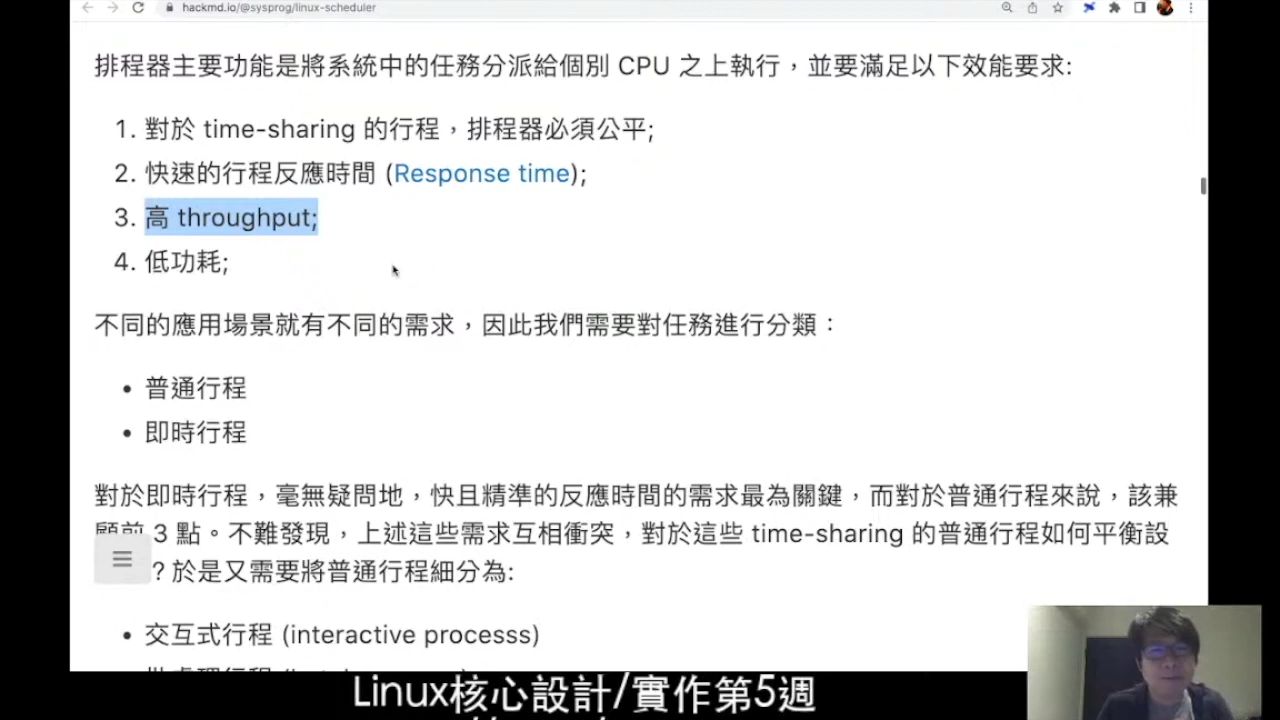 hackmd.io/@sysprog/linux-scheduler
排程器主要功能是將系統中的任務分派給個別 CPU 之上執行，並要滿足以下效能要求:
1. 對於 time-sharing 的行程，排程器必須公平;
2. 快速的行程反應時間 (Response time);
3. 高 throughput;
4. 低功耗;
不同的應用場景就有不同的需求，因此我們需要對任務進行分類：
• 普通行程
• 即時行程
對於即時行程，毫無疑問地，快且精準的反應時間的需求最為關鍵，而對於普通行程來說，該兼
顧前 3 點。不難發現，上述這些需求互相衝突，對於這些 time-sharing 的普通行程如何平衡設
? 於是又需要將普通行程細分為:
• 交互式行程 (interactive processs)
Linux核心設計/實作第5週